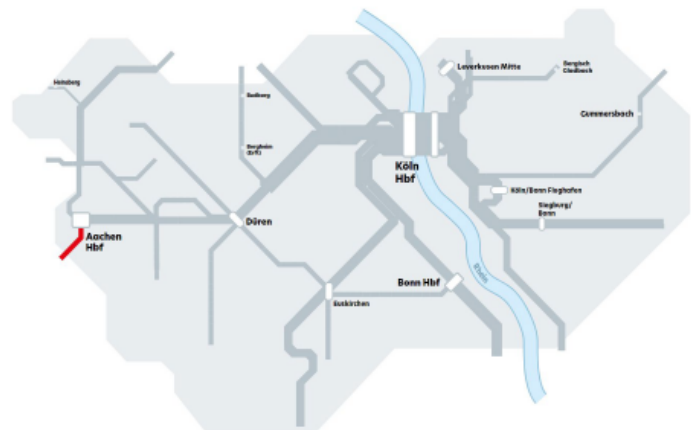 Leverkusen Mitte
Bergisch
Gladbach
Heinsberg
Bedburg
Gummersbach
Bergheim
(Erft)
Köln
Hbf
Köln/Bonn Flughafen
Siegburg/
Bonn
Düren
Aachen
Hbf
Rhein
Bonn Hbf
Euskirchen